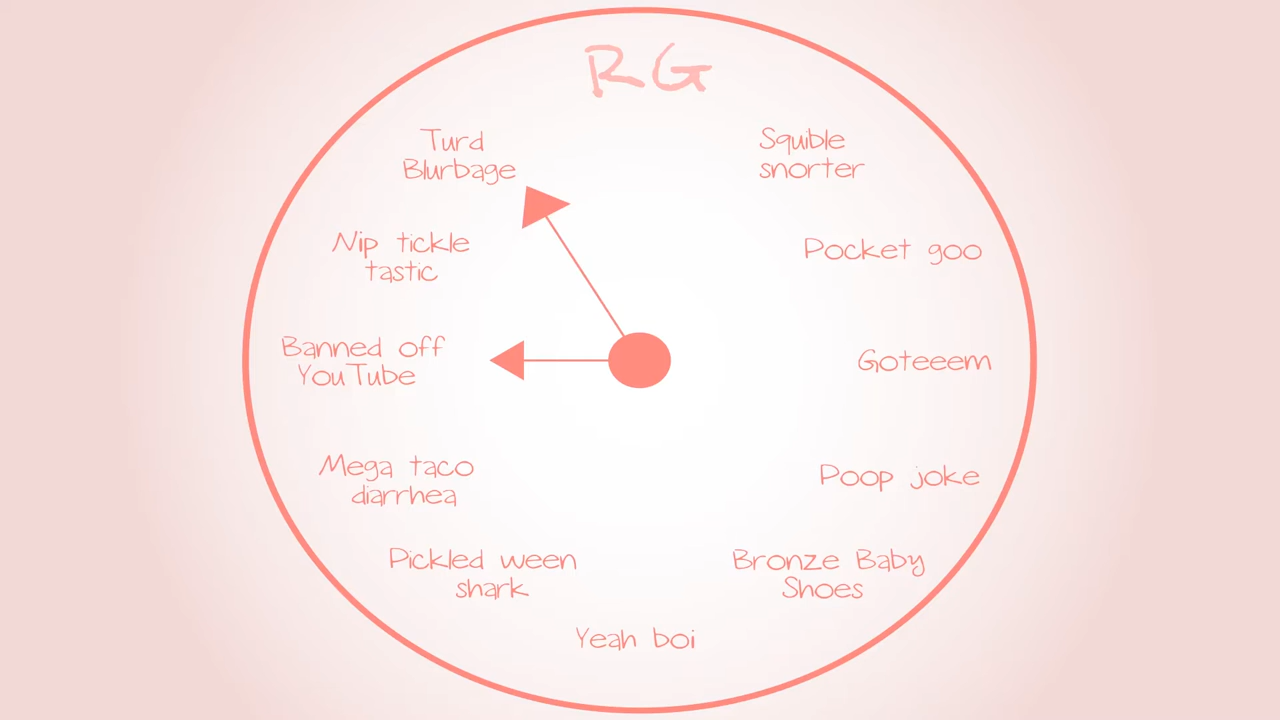 RG
Turd
Blurbage
Squible
snorter
Nip tickle
tastic
Pocket goo
Banned off
YouTube
Goteeem
Mega taco
diarrhea
Poop joke
Pickled ween
shark
Bronze Baby
Shoes
Yeah boi